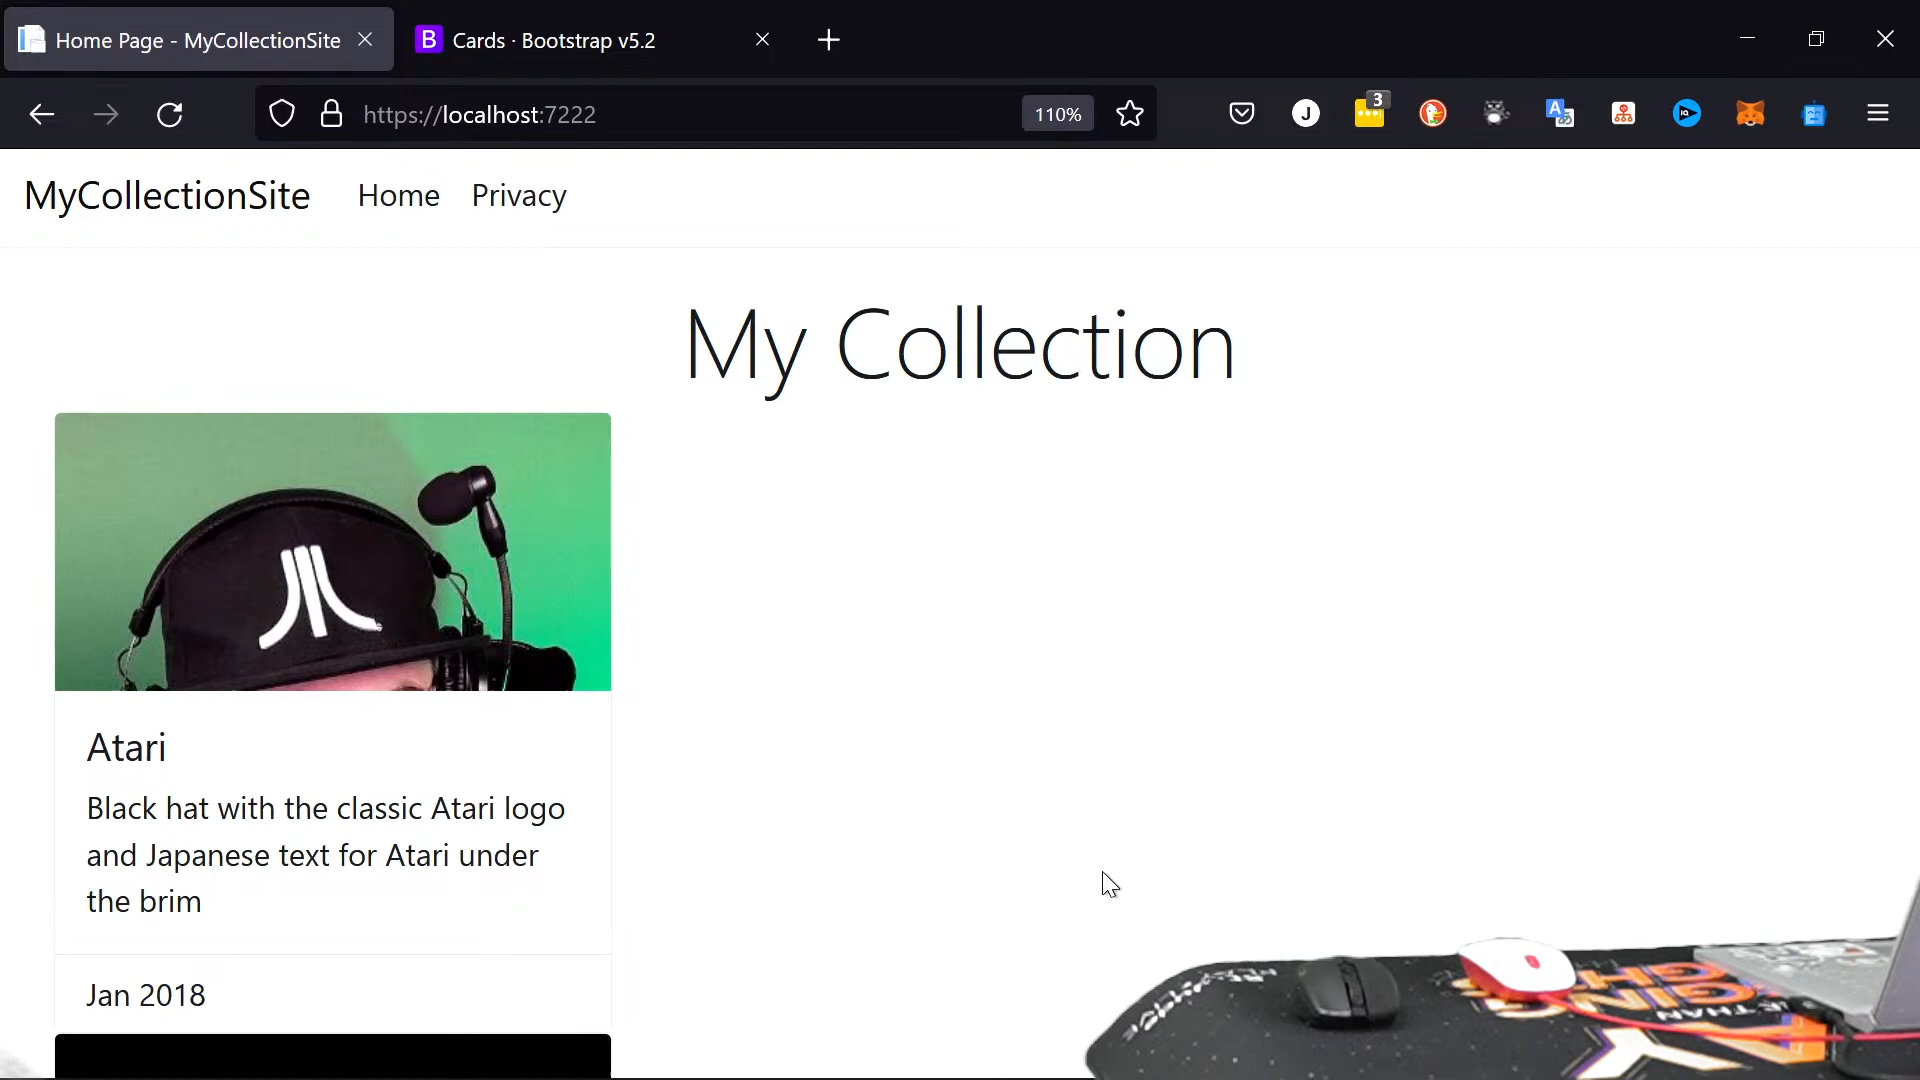 Home Page - MyCollectionSite
B Cards · Bootstrap v5.2
https://localhost:7222
110%
J
3
MyCollectionSite
Home
Privacy
My Collection
Atari
Black hat with the classic Atari logo
and Japanese text for Atari under
the brim
Jan 2018